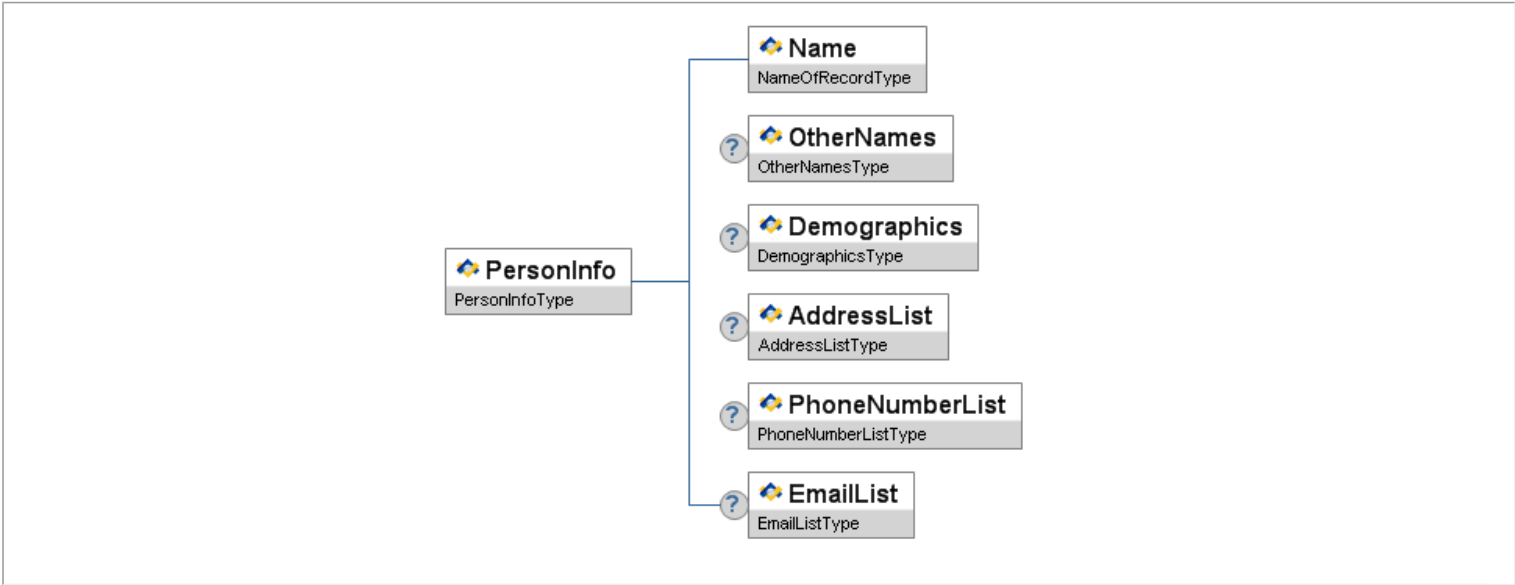 Name
NameOfRecordType
?
OtherNames
OtherNamesType
?
Demographics
DemographicsType
PersonInfo
PersonInfoType
?
AddressList
AddressListType
?
PhoneNumberList
PhoneNumberListType
?
EmailList
EmailListType